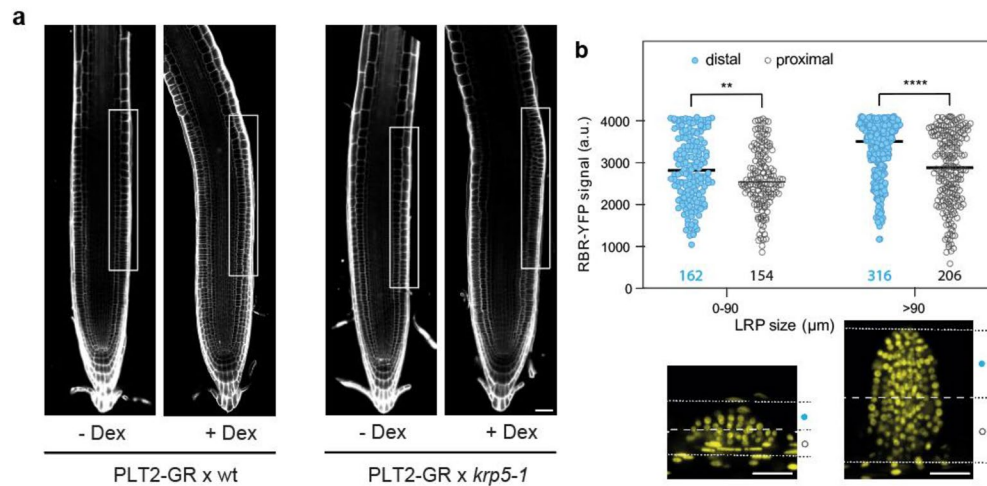 a
- Dex
+ Dex
PLT2-GR x wt
- Dex
+ Dex
PLT2-GR x krp5-1
b
distal
proximal
**
****
RBR-YFP signal (a.u.)
4000
3000
2000
1000
0
162
154
316
206
0-90
>90
LRP size (µm)